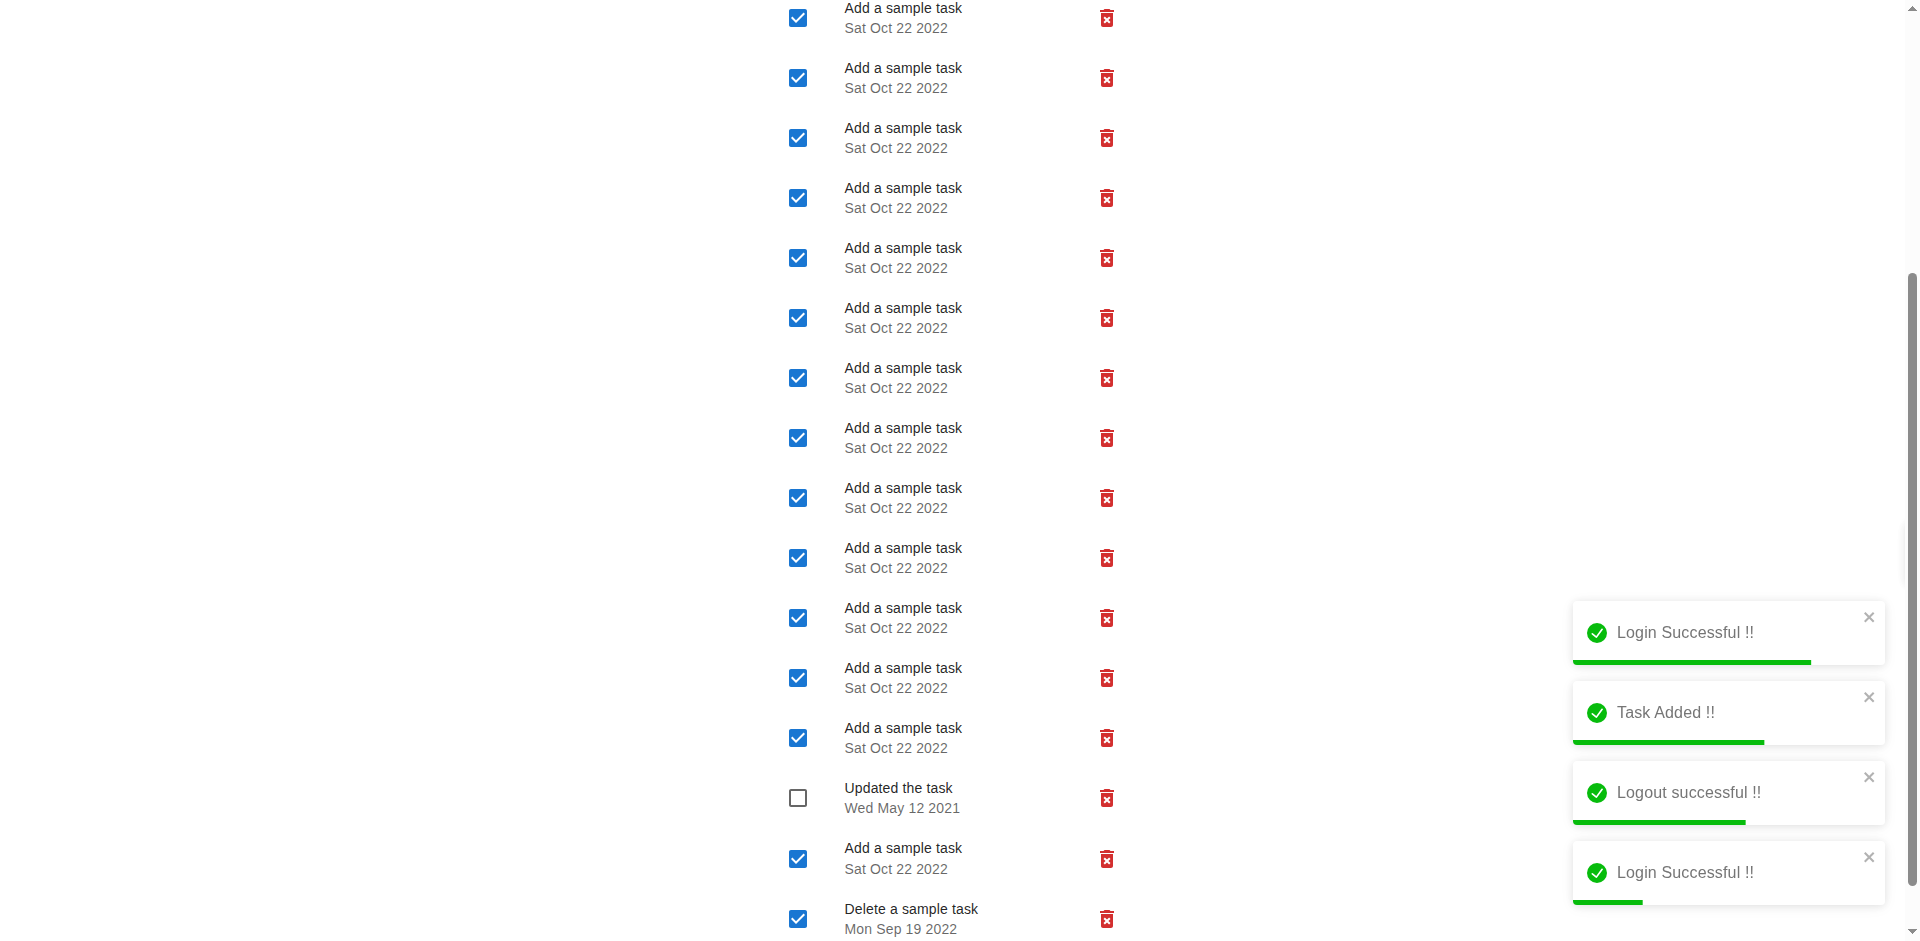 Add a sample task
Sat Oct 22 2022
Add a sample task
Sat Oct 22 2022
Add a sample task
Sat Oct 22 2022
Add a sample task
Sat Oct 22 2022
Add a sample task
Sat Oct 22 2022
Add a sample task
Sat Oct 22 2022
Add a sample task
Sat Oct 22 2022
Add a sample task
Sat Oct 22 2022
Add a sample task
Sat Oct 22 2022
Add a sample task
Sat Oct 22 2022
Add a sample task
Sat Oct 22 2022
Add a sample task
Sat Oct 22 2022
Add a sample task
Sat Oct 22 2022
Updated the task
Wed May 12 2021
Add a sample task
Sat Oct 22 2022
Delete a sample task
Mon Sep 19 2022
Login Successful !!
Task Added !!
Logout successful !!
Login Successful !!